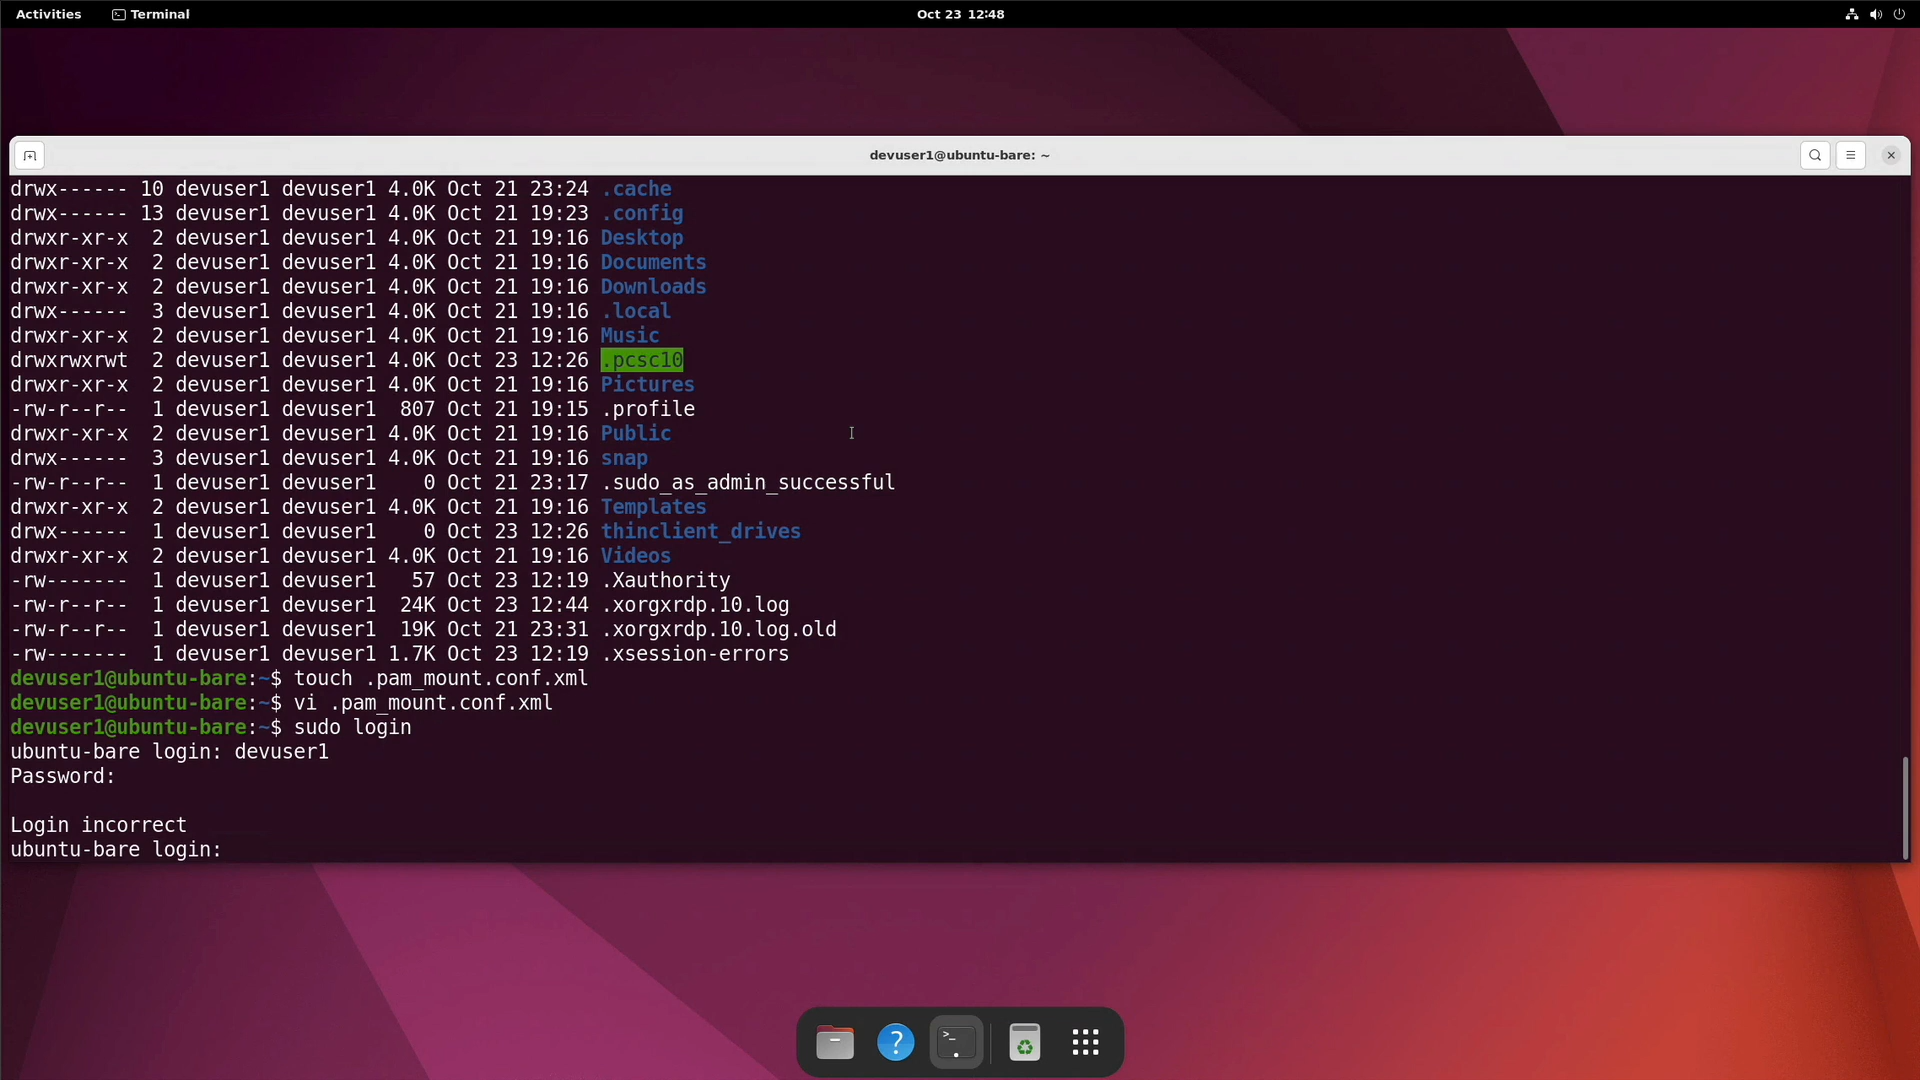 Activities Terminal Oct 23 12:48
devuser1@ubuntu-bare: ~
drwx------ 10 devuser1 devuser1 4.0K Oct 21 23:24 .cache
drwx------ 13 devuser1 devuser1 4.0K Oct 21 19:23 .config
drwxr-xr-x  2 devuser1 devuser1 4.0K Oct 21 19:16 Desktop
drwxr-xr-x  2 devuser1 devuser1 4.0K Oct 21 19:16 Documents
drwxr-xr-x  2 devuser1 devuser1 4.0K Oct 21 19:16 Downloads
drwx------  3 devuser1 devuser1 4.0K Oct 21 19:16 .local
drwxr-xr-x  2 devuser1 devuser1 4.0K Oct 21 19:16 Music
drwxrwxrwt  2 devuser1 devuser1 4.0K Oct 23 12:26 .pcsc10
drwxr-xr-x  2 devuser1 devuser1 4.0K Oct 21 19:16 Pictures
-rw-r--r--  1 devuser1 devuser1  807 Oct 21 19:15 .profile
drwxr-xr-x  2 devuser1 devuser1 4.0K Oct 21 19:16 Public
drwx------  3 devuser1 devuser1 4.0K Oct 21 19:16 snap
-rw-r--r--  1 devuser1 devuser1    0 Oct 21 23:17 .sudo_as_admin_successful
drwxr-xr-x  2 devuser1 devuser1 4.0K Oct 21 19:16 Templates
drwx------  1 devuser1 devuser1    0 Oct 23 12:26 thinclient_drives
drwxr-xr-x  2 devuser1 devuser1 4.0K Oct 21 19:16 Videos
-rw-------  1 devuser1 devuser1   57 Oct 23 12:19 .Xauthority
-rw-r--r--  1 devuser1 devuser1  24K Oct 23 12:44 .xorgxrdp.10.log
-rw-r--r--  1 devuser1 devuser1  19K Oct 21 23:31 .xorgxrdp.10.log.old
-rw-------  1 devuser1 devuser1 1.7K Oct 23 12:19 .xsession-errors
devuser1@ubuntu-bare:~$ touch .pam_mount.conf.xml
devuser1@ubuntu-bare:~$ vi .pam_mount.conf.xml
devuser1@ubuntu-bare:~$ sudo login
ubuntu-bare login: devuser1
Password:
Login incorrect
ubuntu-bare login: